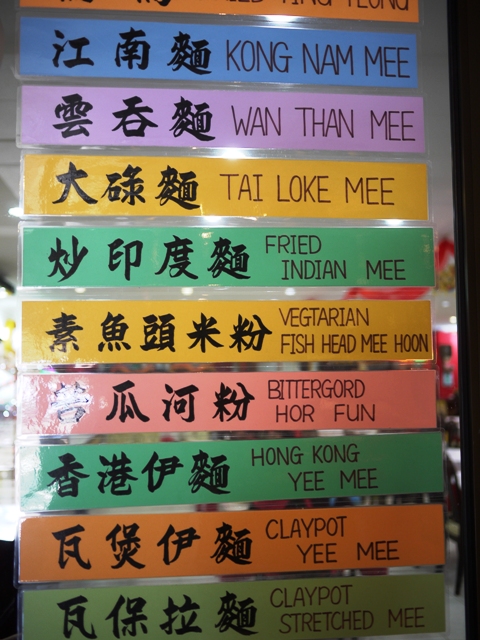 江南麵 KONG NAM MEE
雲吞麵 WAN THAN MEE
大碌麵 TAI LOKE MEE
炒印度麵 FRIED
INDIAN MEE
素魚頭米粉 VEGTARIAN
FISH HEAD MEE HOON
苦瓜河粉 BITTERGORD
HOR FUN
香港伊麵 HONG KONG
YEE MEE
瓦煲伊麵 CLAYPOT
YEE MEE
瓦保拉麵 CLAYPOT
STRETCHED MEE